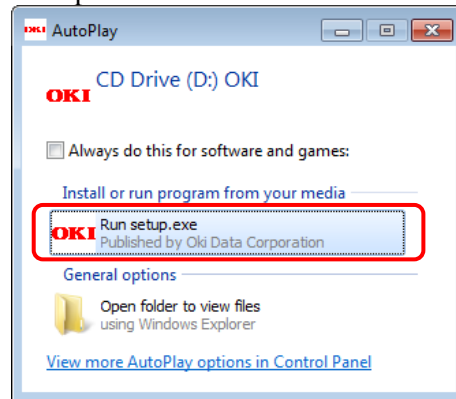 OKI AutoPlay
CD Drive (D:) OKI
OKI
Always do this for software and games:
Install or run program from your media
OKI Run setup.exe
Published by Oki Data Corporation
General options
Open folder to view files
using Windows Explorer
View more AutoPlay options in Control Panel